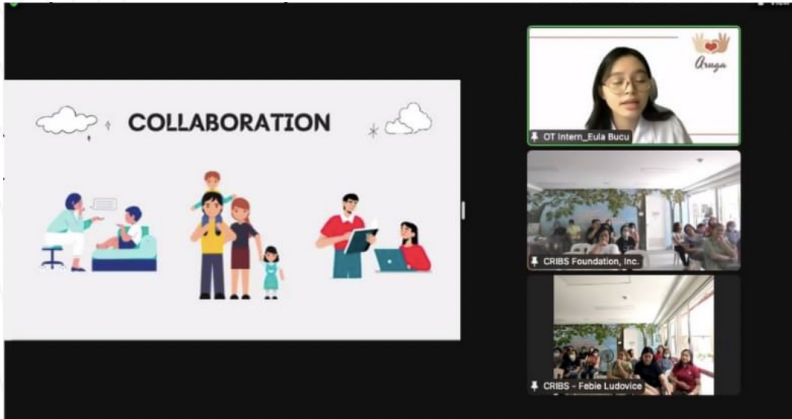 COLLABORATION
Aruga
OT Intern_Eula Bucu
CRIBS Foundation, Inc.
CRIBS - Febie Ludovice